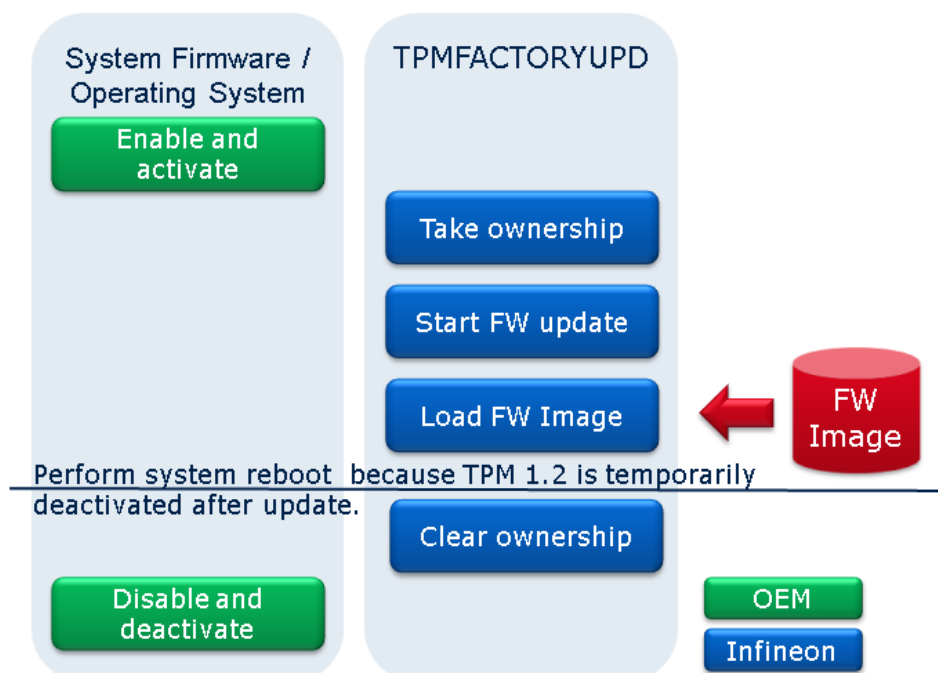 System Firmware /
Operating System
TPMFACTORYUPD
Enable and
activate
Take ownership
Start FW update
Load FW Image
FW
Image
Perform system reboot because TPM 1.2 is temporarily
deactivated after update.
Clear ownership
Disable and
deactivate
OEM
Infineon